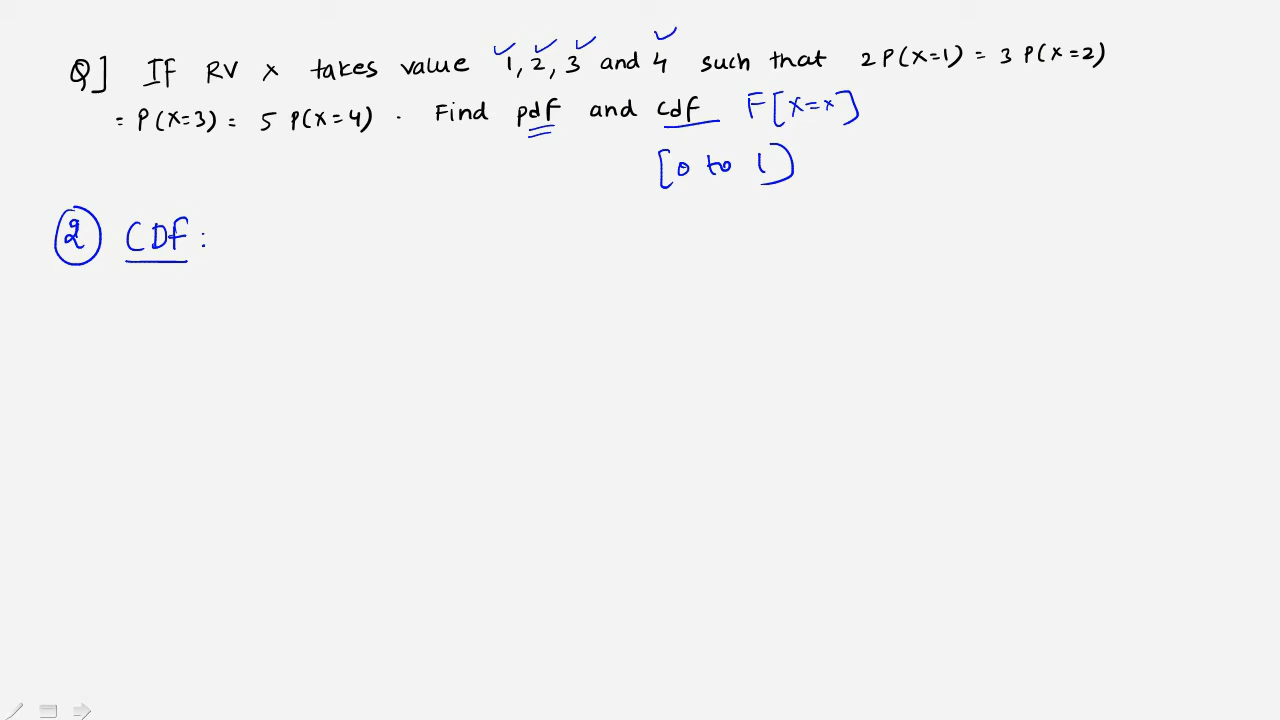 Q] If RV x takes value 1, 2, 3 and 4 such that 2 P(X=1) = 3 P(X=2)
= P(X=3) = 5 P(X=4) . Find pdf and cdf F[X=x]
[0 to 1)
2 CDF :